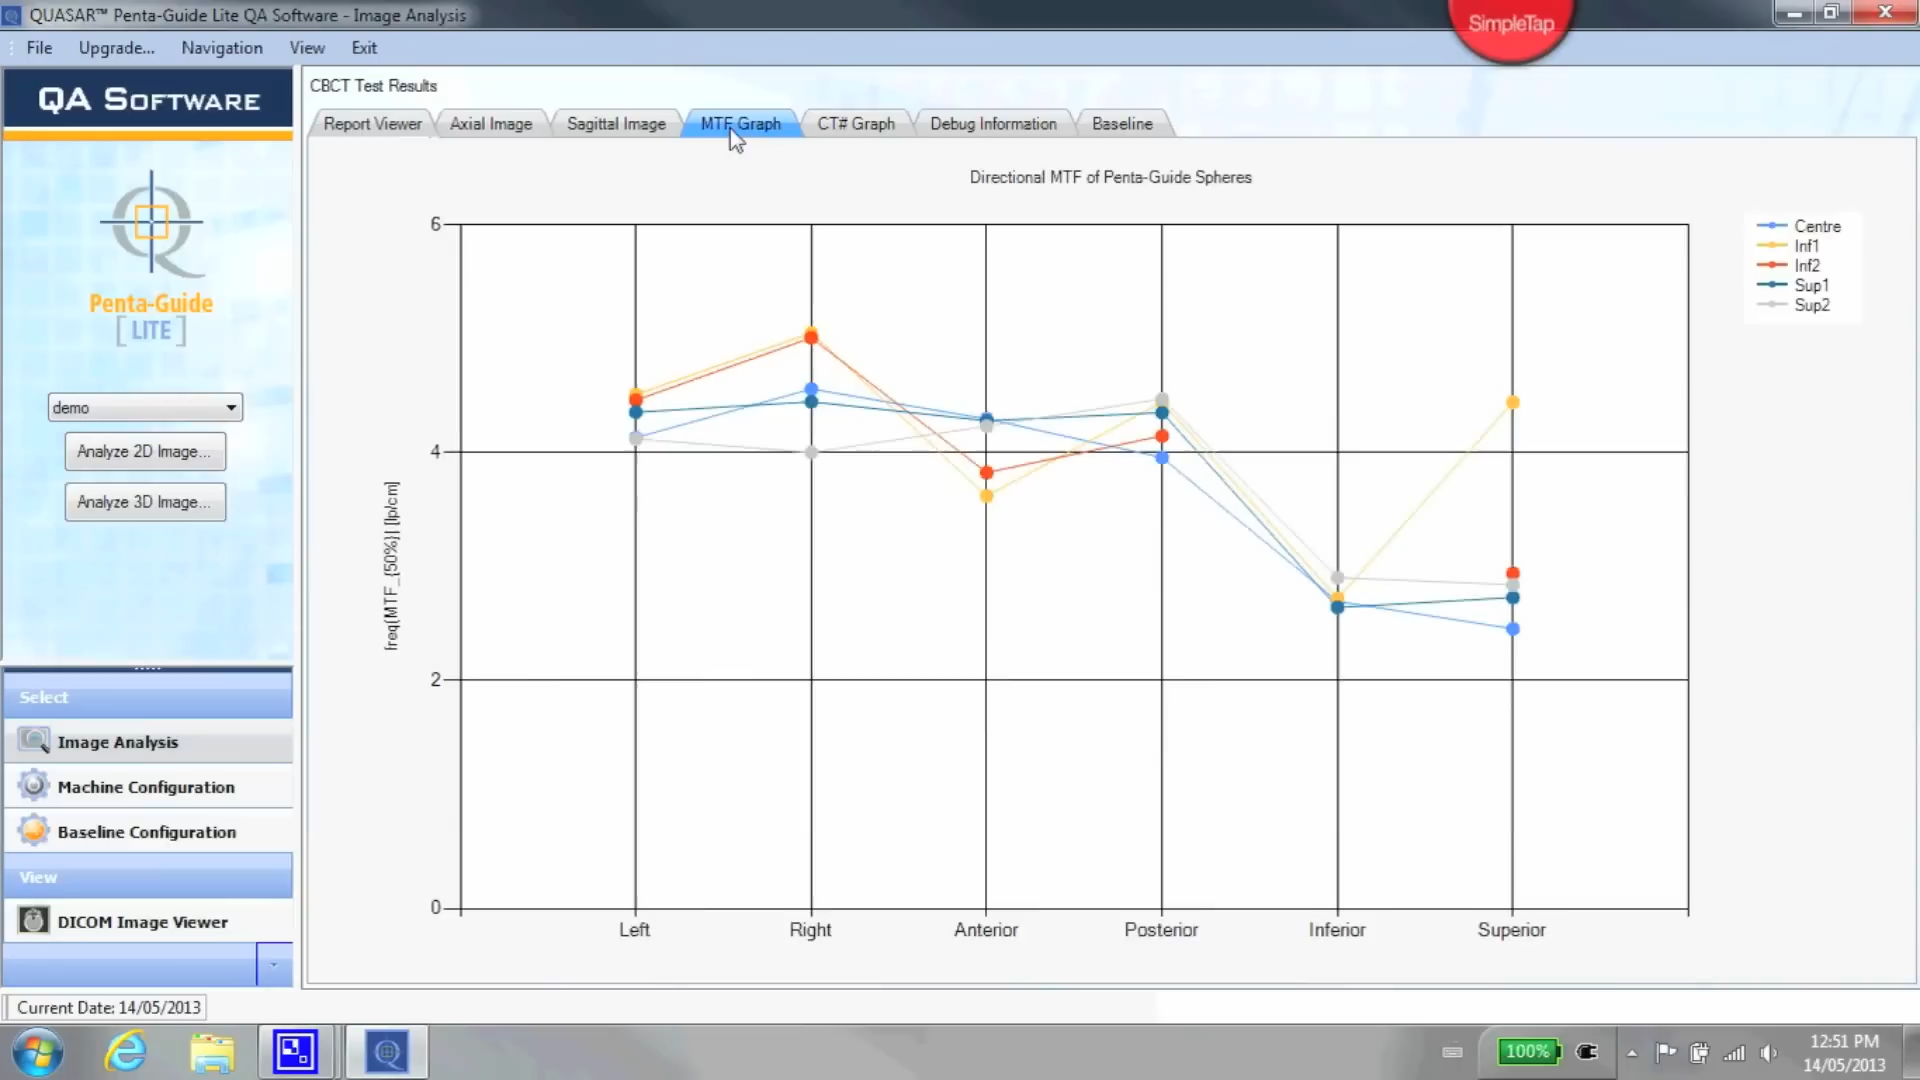 QUASAR™ Penta-Guide Lite QA Software - Image Analysis
SimpleTap
File Upgrade... Navigation View Exit
QA SOFTWARE
Penta-Guide
[LITE]
demo
Analyze 2D Image...
Analyze 3D Image...
Select
Image Analysis
Machine Configuration
Baseline Configuration
View
DICOM Image Viewer
CBCT Test Results
Report Viewer Axial Image Sagittal Image MTF Graph CT# Graph Debug Information Baseline
Directional MTF of Penta-Guide Spheres
freq(MTF_{50%}) [lp/cm]
6
4
2
0
Left Right Anterior Posterior Inferior Superior
Centre
Inf1
Inf2
Sup1
Sup2
Current Date: 14/05/2013
100%
12:51 PM
14/05/2013